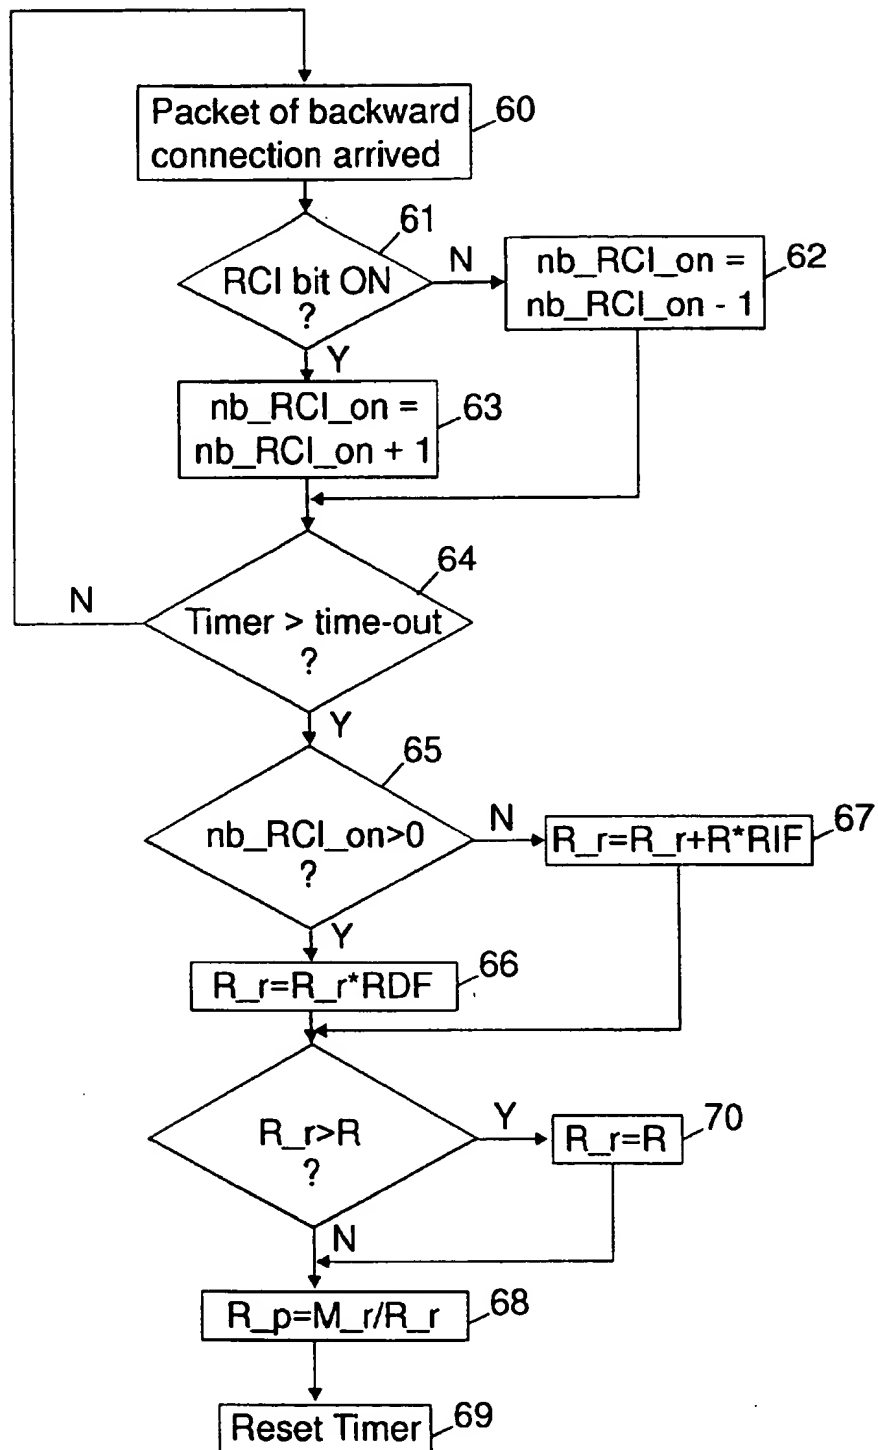 Packet of backward
connection arrived
60
61
RCI bit ON
?
N
nb_RCI_on =
nb_RCI_on - 1
62
Y
nb_RCI_on =
nb_RCI_on + 1
63
64
N
Timer > time-out
?
Y
65
nb_RCI_on>0
?
N
R_r=R_r+R*RIF
67
Y
R_r=R_r*RDF
66
R_r>R
?
Y
R_r=R
70
N
R_p=M_r/R_r
68
Reset Timer
69